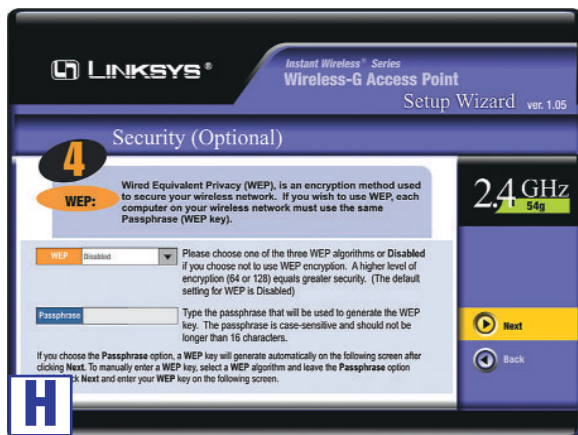 LINKSYS®
Instant Wireless® Series
Wireless-G Access Point
Setup Wizard ver. 1.05
Security (Optional)
4
WEP:
Wired Equivalent Privacy (WEP), is an encryption method used
to secure your wireless network. If you wish to use WEP, each
computer on your wireless network must use the same
Passphrase (WEP key).
2.4 GHz
54g
WEP Disabled
Please choose one of the three WEP algorithms or Disabled
if you choose not to use WEP encryption. A higher level of
encryption (64 or 128) equals greater security. (The default
setting for WEP is Disabled)
Passphrase
Type the passphrase that will be used to generate the WEP
key. The passphrase is case-sensitive and should not be
longer than 16 characters.
If you choose the Passphrase option, a WEP key will generate automatically on the following screen after
clicking Next. To manually enter a WEP key, select a WEP algorithm and leave the Passphrase option
ck Next and enter your WEP key on the following screen.
Next
Back
H